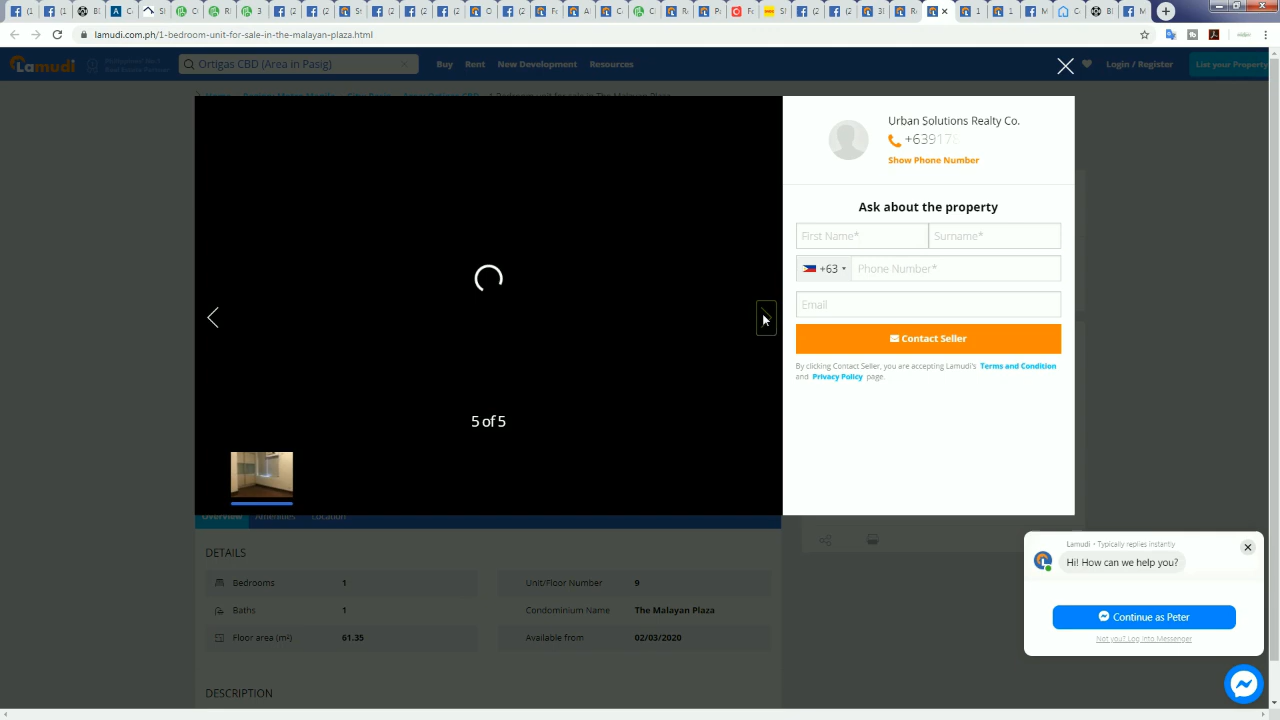 lamudi.com.ph/1-bedroom-unit-for-sale-in-the-malayan-plaza.html
Lamudi
Ortigas CBD (Area in Pasig)
Buy
Rent
New Development
Resources
Login / Register
List your Property
Urban Solutions Realty Co.
+639176
Show Phone Number
Ask about the property
First Name*
Surname*
+63
Phone Number*
Email
Contact Seller
By clicking Contact Seller, you are accepting Lamudi's Terms and Condition
and Privacy Policy page.
5 of 5
Overview
Amenities
Location
DETAILS
Bedrooms 1
Unit/Floor Number 9
Baths 1
Condominium Name The Malayan Plaza
Floor area (m²) 61.35
Available from 02/03/2020
DESCRIPTION
Lamudi • Typically replies instantly
Hi! How can we help you?
Continue as Peter
Not you? Log into Messenger